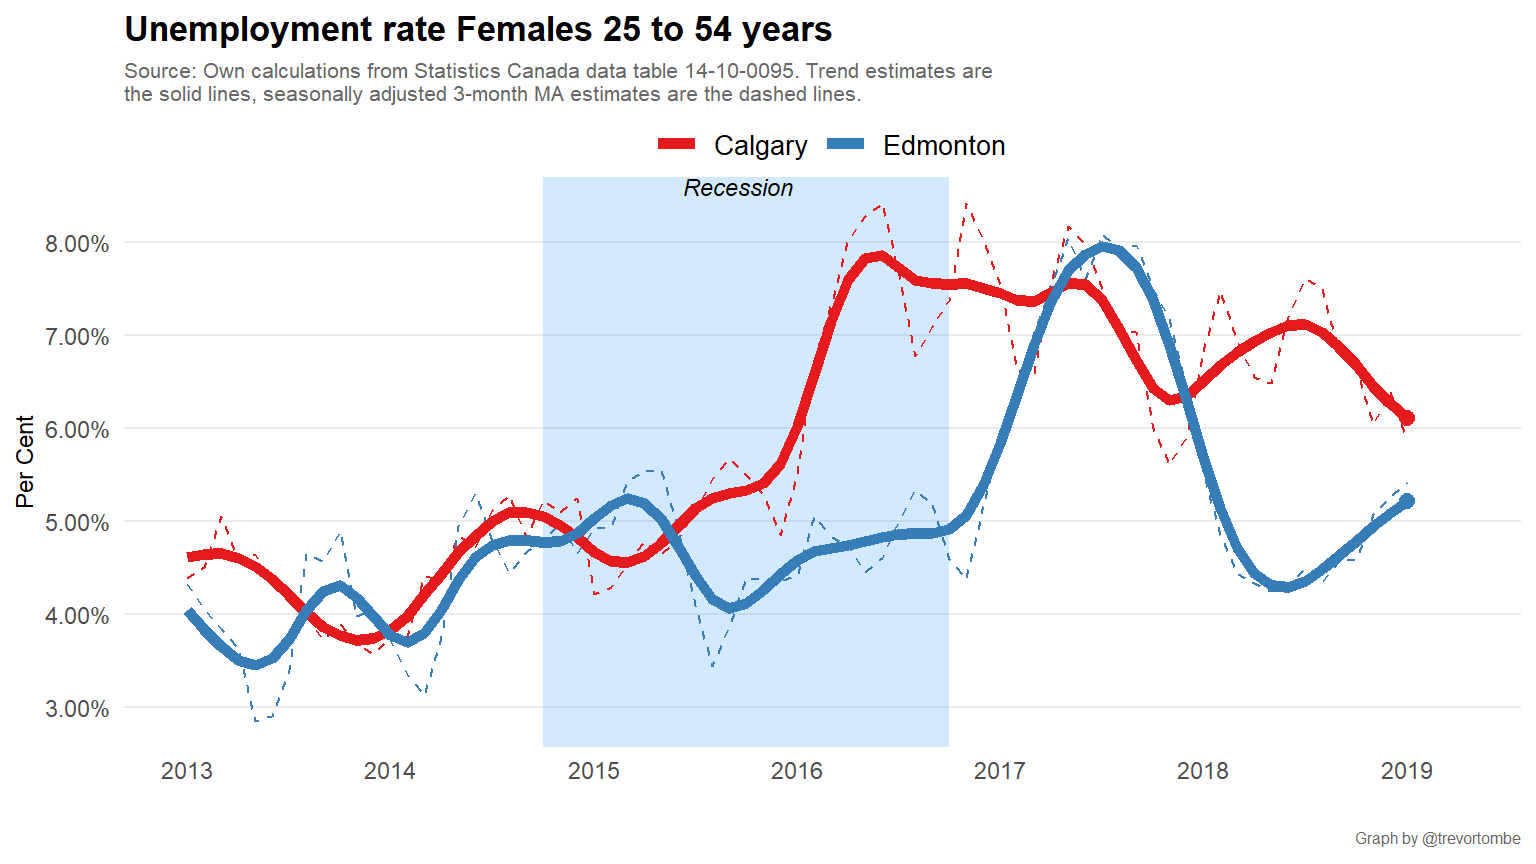 Unemployment rate Females 25 to 54 years
Source: Own calculations from Statistics Canada data table 14-10-0095. Trend estimates are
the solid lines, seasonally adjusted 3-month MA estimates are the dashed lines.
Calgary Edmonton
Recession
8.00%
7.00%
6.00%
5.00%
4.00%
3.00%
Per Cent
2013 2014 2015 2016 2017 2018 2019
Graph by @trevortombe